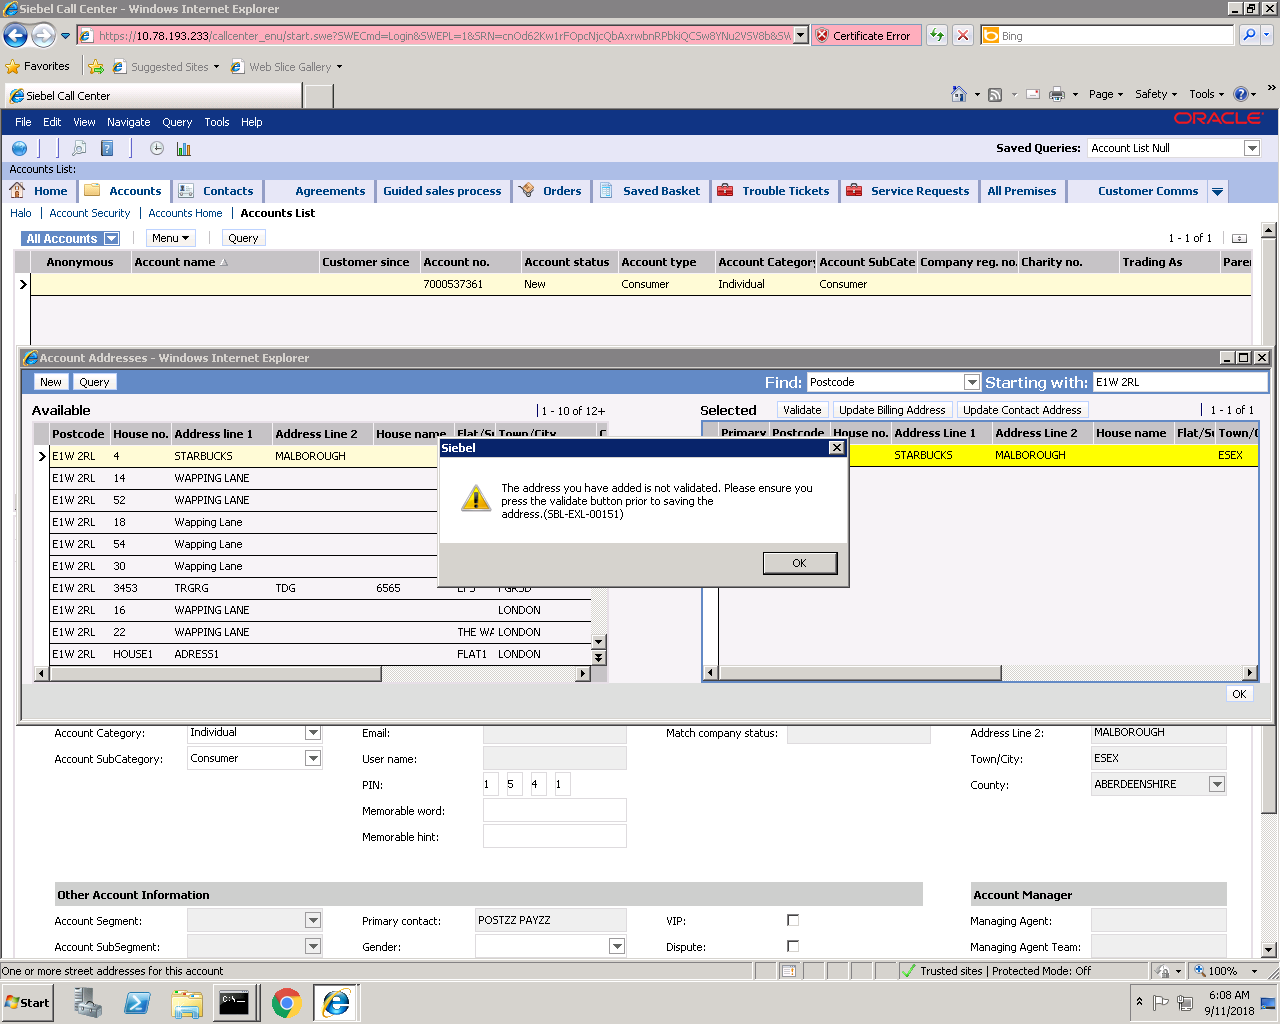 Siebel Call Center - Windows Internet Explorer
https://10.78.193.233/callcenter_enu/start.swe?SWECmd=Login&SWEPL=1&SRN=cnOd62Kw1rFOpcNjcQbAxrwbnRPbkiQCSw8YNu2VSV8b&SW
Certificate Error
Bing
Favorites Suggested Sites Web Slice Gallery
Siebel Call Center
Page Safety Tools »
File Edit View Navigate Query Tools Help
ORACLE
Saved Queries: Account List Null
Accounts List:
Home Accounts Contacts Agreements Guided sales process Orders Saved Basket Trouble Tickets Service Requests All Premises Customer Comms
Halo | Account Security | Accounts Home | Accounts List
All Accounts Menu Query 1 - 1 of 1
Anonymous Account name Customer since Account no. Account status Account type Account Category Account SubCate Company reg. no. Charity no. Trading As Pare
7000537361 New Consumer Individual Consumer
Account Addresses - Windows Internet Explorer
New Query Find: Postcode Starting with: E1W 2RL
Available 1 - 10 of 12+
Selected Validate Update Billing Address Update Contact Address 1 - 1 of 1
Postcode House no. Address line 1 Address Line 2 House name Flat/Su Town/City C
Primary Postcode House no. Address Line 1 Address Line 2 House name Flat/Su Town/C
E1W 2RL 4 STARBUCKS MALBOROUGH
STARBUCKS MALBOROUGH ESEX
E1W 2RL 14 WAPPING LANE
E1W 2RL 52 WAPPING LANE
E1W 2RL 18 Wapping Lane
E1W 2RL 54 Wapping Lane
E1W 2RL 30 Wapping Lane
E1W 2RL 3453 TRGRG TDG 6565
E1W 2RL 16 WAPPING LANE LONDON
E1W 2RL 22 WAPPING LANE THE WA LONDON
E1W 2RL HOUSE1 ADRESS1 FLAT1 LONDON
Siebel
The address you have added is not validated. Please ensure you
press the validate button prior to saving the
address.(SBL-EXL-00151)
OK
OK
Account Category: Individual Email: Match company status: Address Line 2: MALBOROUGH
Account SubCategory: Consumer User name: Town/City: ESEX
PIN: 1 5 4 1 County: ABERDEENSHIRE
Memorable word:
Memorable hint:
Other Account Information Account Manager
Account Segment: Primary contact: POSTZZ PAYZZ VIP: Managing Agent:
Account SubSegment: Gender: Dispute: Managing Agent Team:
One or more street addresses for this account Trusted sites | Protected Mode: Off 100%
Start 6:08 AM
9/11/2018